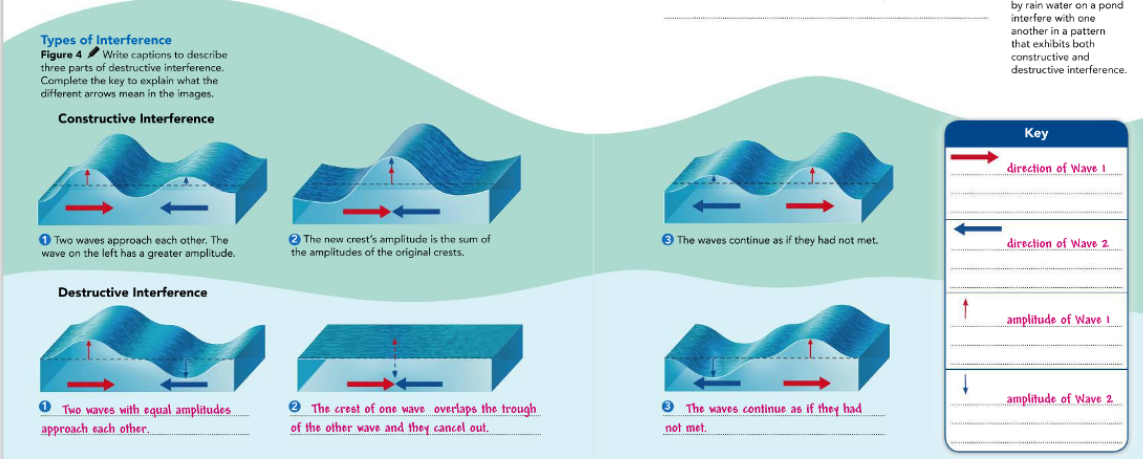 by rain water on a pond
interfere with one
another in a pattern
that exhibits both
constructive and
destructive interference.
Types of Interference
Figure 4 Write captions to describe
three parts of destructive interference.
Complete the key to explain what the
different arrows mean in the images.
Constructive Interference
1 Two waves approach each other. The
wave on the left has a greater amplitude.
2 The new crest's amplitude is the sum of
the amplitudes of the original crests.
3 The waves continue as if they had not met.
Destructive Interference
1 Two waves with equal amplitudes
approach each other.
2 The crest of one wave overlaps the trough
of the other wave and they cancel out.
3 The waves continue as if they had
not met.
Key
direction of Wave 1
direction of Wave 2
amplitude of Wave 1
amplitude of Wave 2